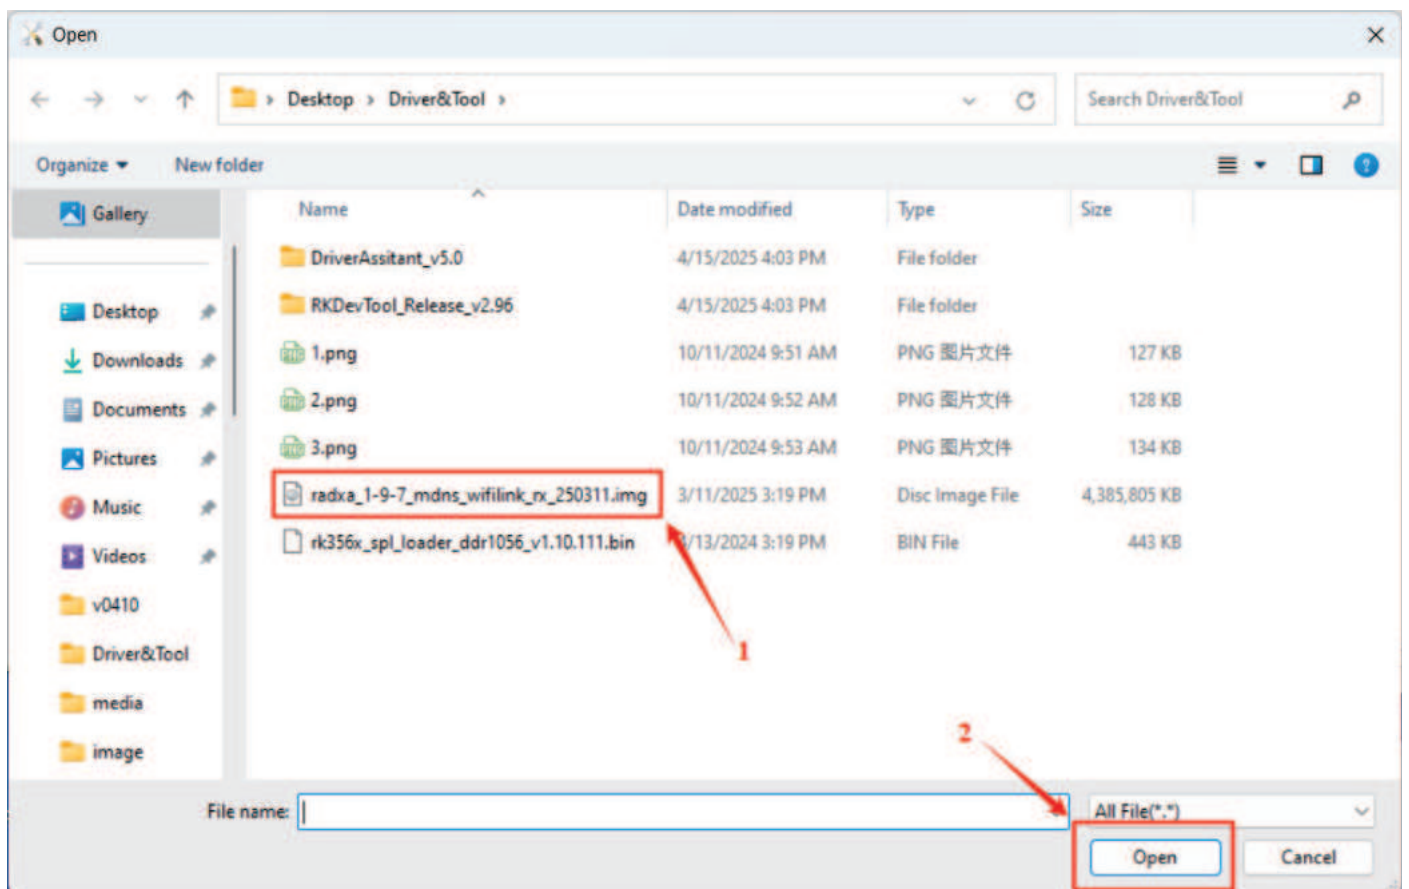 Open
Desktop > Driver&Tool >
Search Driver&Tool
Organize New folder
Name Date modified Type Size
Gallery
Desktop
Downloads
Documents
Pictures
Music
Videos
v0410
Driver&Tool
media
image
DriverAssitant_v5.0 4/15/2025 4:03 PM File folder
RKDevTool_Release_v2.96 4/15/2025 4:03 PM File folder
1.png 10/11/2024 9:51 AM PNG 图片文件 127 KB
2.png 10/11/2024 9:52 AM PNG 图片文件 128 KB
3.png 10/11/2024 9:53 AM PNG 图片文件 134 KB
radxa_1-9-7_mdns_wifilink_rx_250311.img 3/11/2025 3:19 PM Disc Image File 4,385,805 KB
rk356x_spl_loader_ddr1056_v1.10.111.bin /13/2024 3:19 PM BIN File 443 KB
1
2
File name:
All File(*.*)
Open Cancel